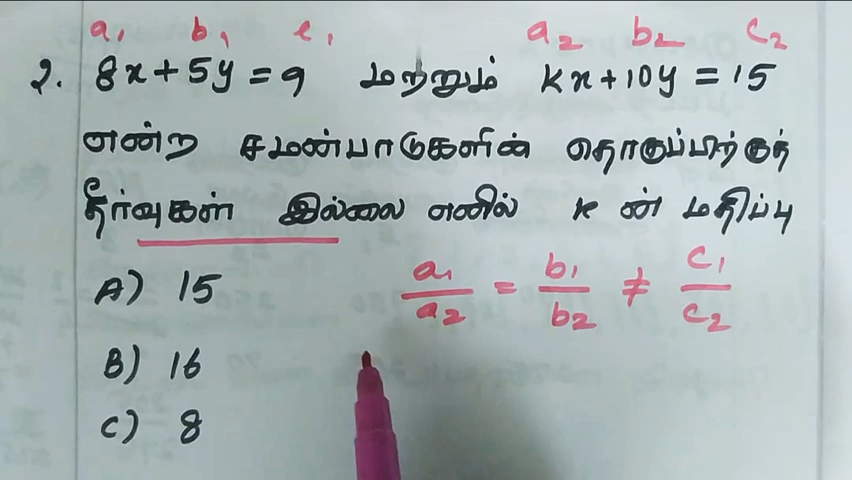 a₁ b₁ c₁ a₂ b₂ c₂
2. 8x + 5y = 9 மற்றும் kx + 10y = 15
என்ற சமன்பாடுகளின் தொகுப்பிற்குத்
தீர்வுகள் இல்லை எனில் k ன் மதிப்பு
A) 15
a₁/a₂ = b₁/b₂ ≠ c₁/c₂
B) 16
C) 8